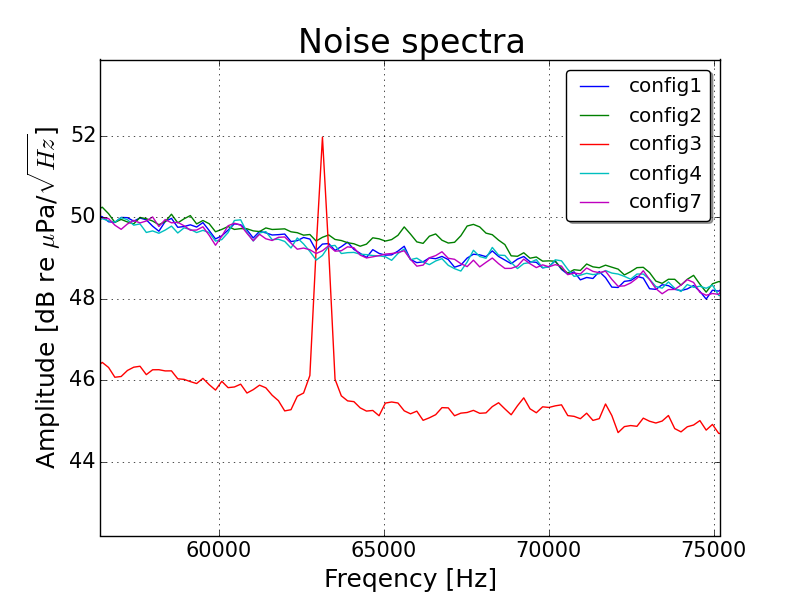 Noise spectra
Amplitude [dB re μPa/√Hz]
52
50
48
46
44
config1
config2
config3
config4
config7
60000 65000 70000 75000
Freqency [Hz]